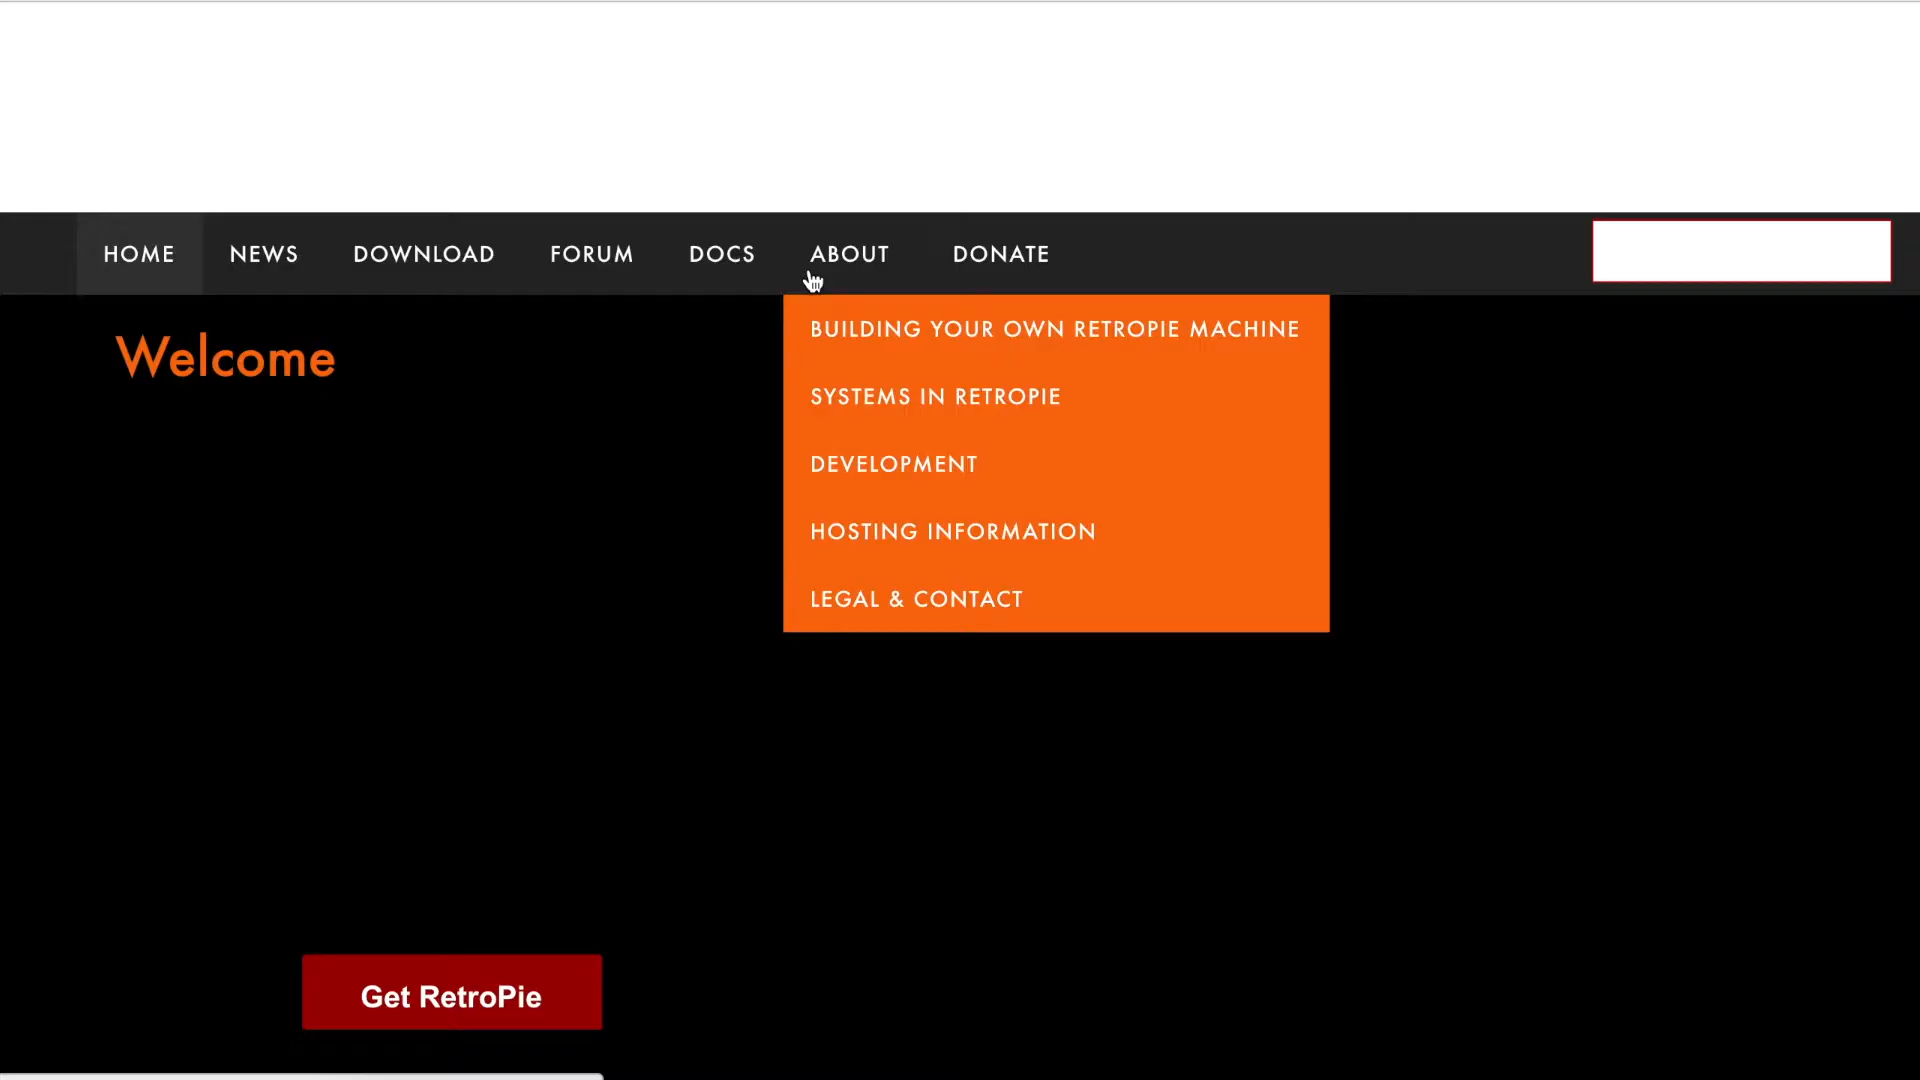 HOME NEWS DOWNLOAD FORUM DOCS ABOUT DONATE
BUILDING YOUR OWN RETROPIE MACHINE
Welcome
SYSTEMS IN RETROPIE
DEVELOPMENT
HOSTING INFORMATION
LEGAL & CONTACT
Get RetroPie